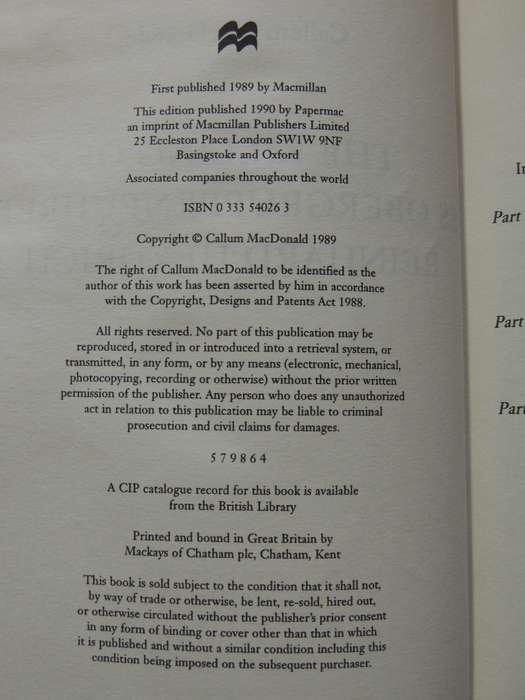 First published 1989 by Macmillan
This edition published 1990 by Papermac
an imprint of Macmillan Publishers Limited
25 Eccleston Place London SW1W 9NF
Basingstoke and Oxford
Associated companies throughout the world
ISBN 0 333 54026 3
Copyright © Callum MacDonald 1989
The right of Callum MacDonald to be identified as the
author of this work has been asserted by him in accordance
with the Copyright, Designs and Patents Act 1988.
All rights reserved. No part of this publication may be
reproduced, stored in or introduced into a retrieval system, or
transmitted, in any form, or by any means (electronic, mechanical,
photocopying, recording or otherwise) without the prior written
permission of the publisher. Any person who does any unauthorized
act in relation to this publication may be liable to criminal
prosecution and civil claims for damages.
5 7 9 8 6 4
A CIP catalogue record for this book is available
from the British Library
Printed and bound in Great Britain by
Mackays of Chatham plc, Chatham, Kent
This book is sold subject to the condition that it shall not,
by way of trade or otherwise, be lent, re-sold, hired out,
or otherwise circulated without the publisher's prior consent
in any form of binding or cover other than that in which
it is published and without a similar condition including this
condition being imposed on the subsequent purchaser.
Part
Part
Part